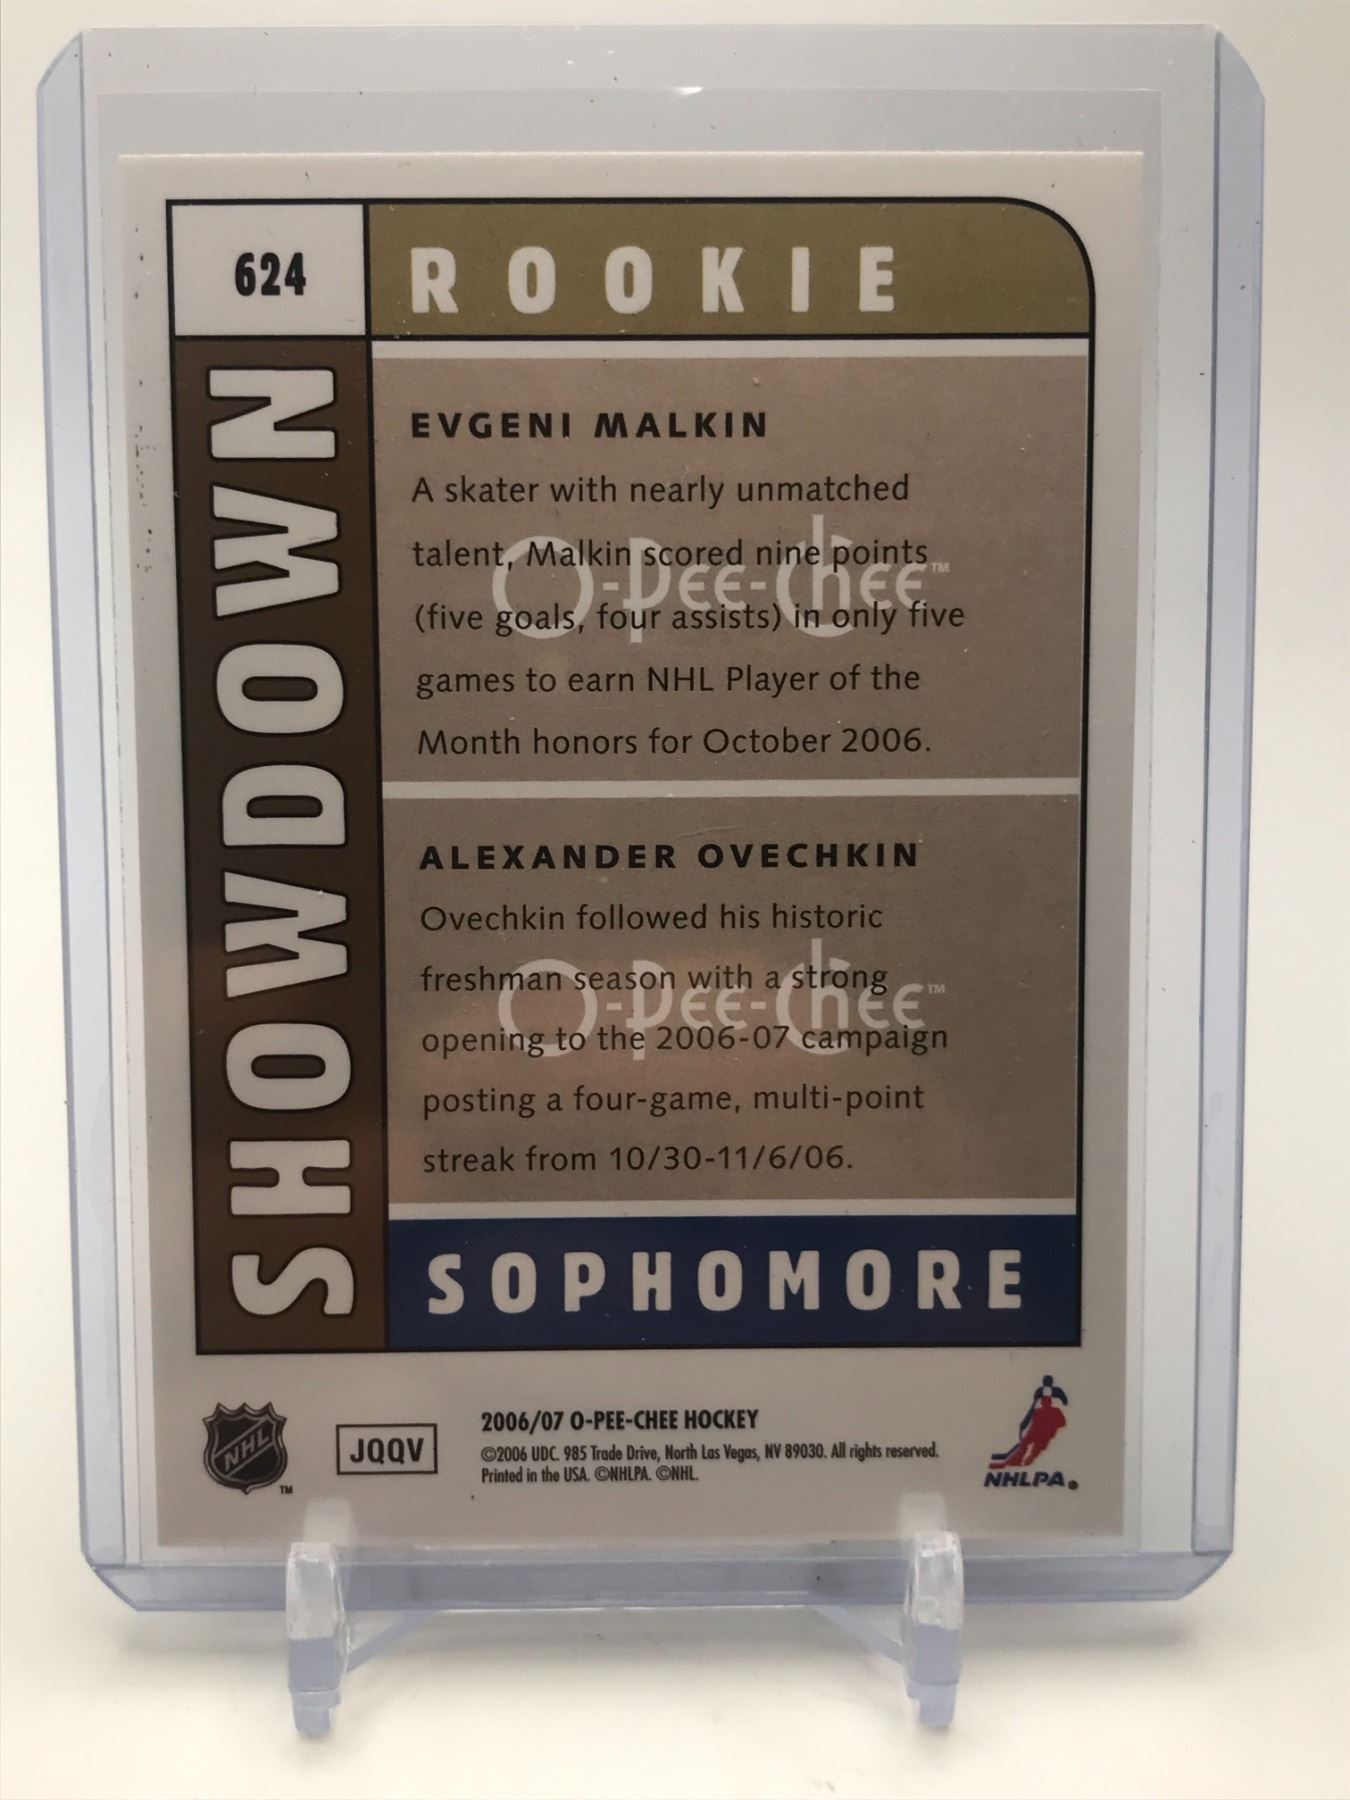 624
ROOKIE
SHOWDOWN
EVGENI MALKIN
A skater with nearly unmatched
talent, Malkin scored nine points
(five goals, four assists) in only five
games to earn NHL Player of the
Month honors for October 2006.
O-Pee-Chee™
ALEXANDER OVECHKIN
Ovechkin followed his historic
freshman season with a strong
opening to the 2006-07 campaign
posting a four-game, multi-point
streak from 10/30-11/6/06.
O-Pee-Chee™
SOPHOMORE
NHL TM
JQQV
2006/07 O-PEE-CHEE HOCKEY
©2006 UDC. 985 Trade Drive, North Las Vegas, NV 89030. All rights reserved.
Printed in the USA. ©NHLPA. ©NHL.
NHLPA®